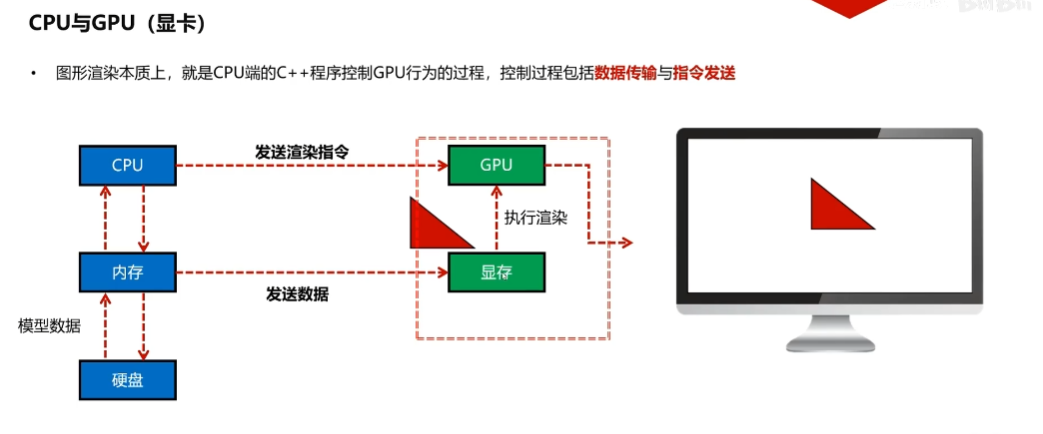 CPU与GPU（显卡）
• 图形渲染本质上，就是CPU端的C++程序控制GPU行为的过程，控制过程包括数据传输与指令发送
CPU
发送渲染指令
GPU
执行渲染
内存
发送数据
显存
模型数据
硬盘